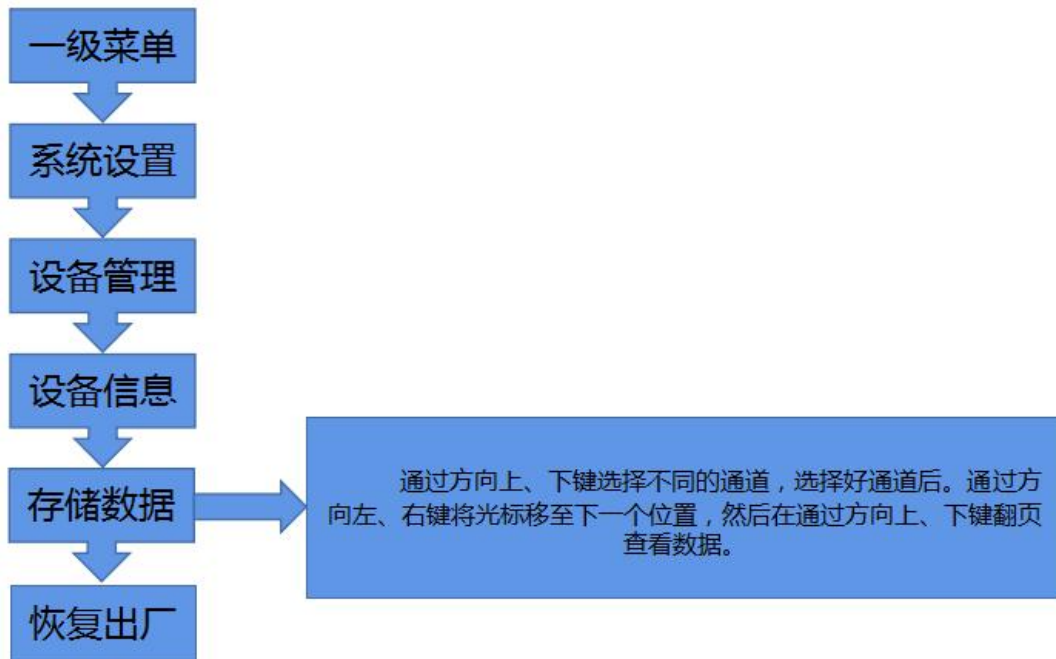 一级菜单
系统设置
设备管理
设备信息
存储数据
通过方向上、下键选择不同的通道，选择好通道后。通过方
向左、右键将光标移至下一个位置，然后在通过方向上、下键翻页
查看数据。
恢复出厂